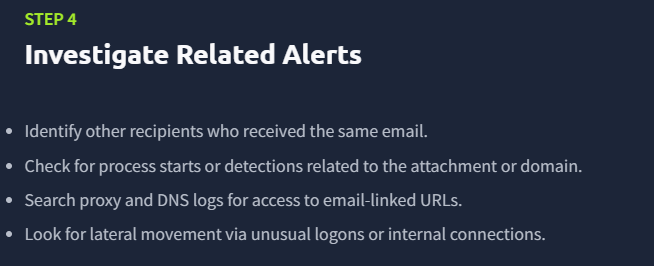 STEP 4
Investigate Related Alerts
• Identify other recipients who received the same email.
• Check for process starts or detections related to the attachment or domain.
• Search proxy and DNS logs for access to email-linked URLs.
• Look for lateral movement via unusual logons or internal connections.